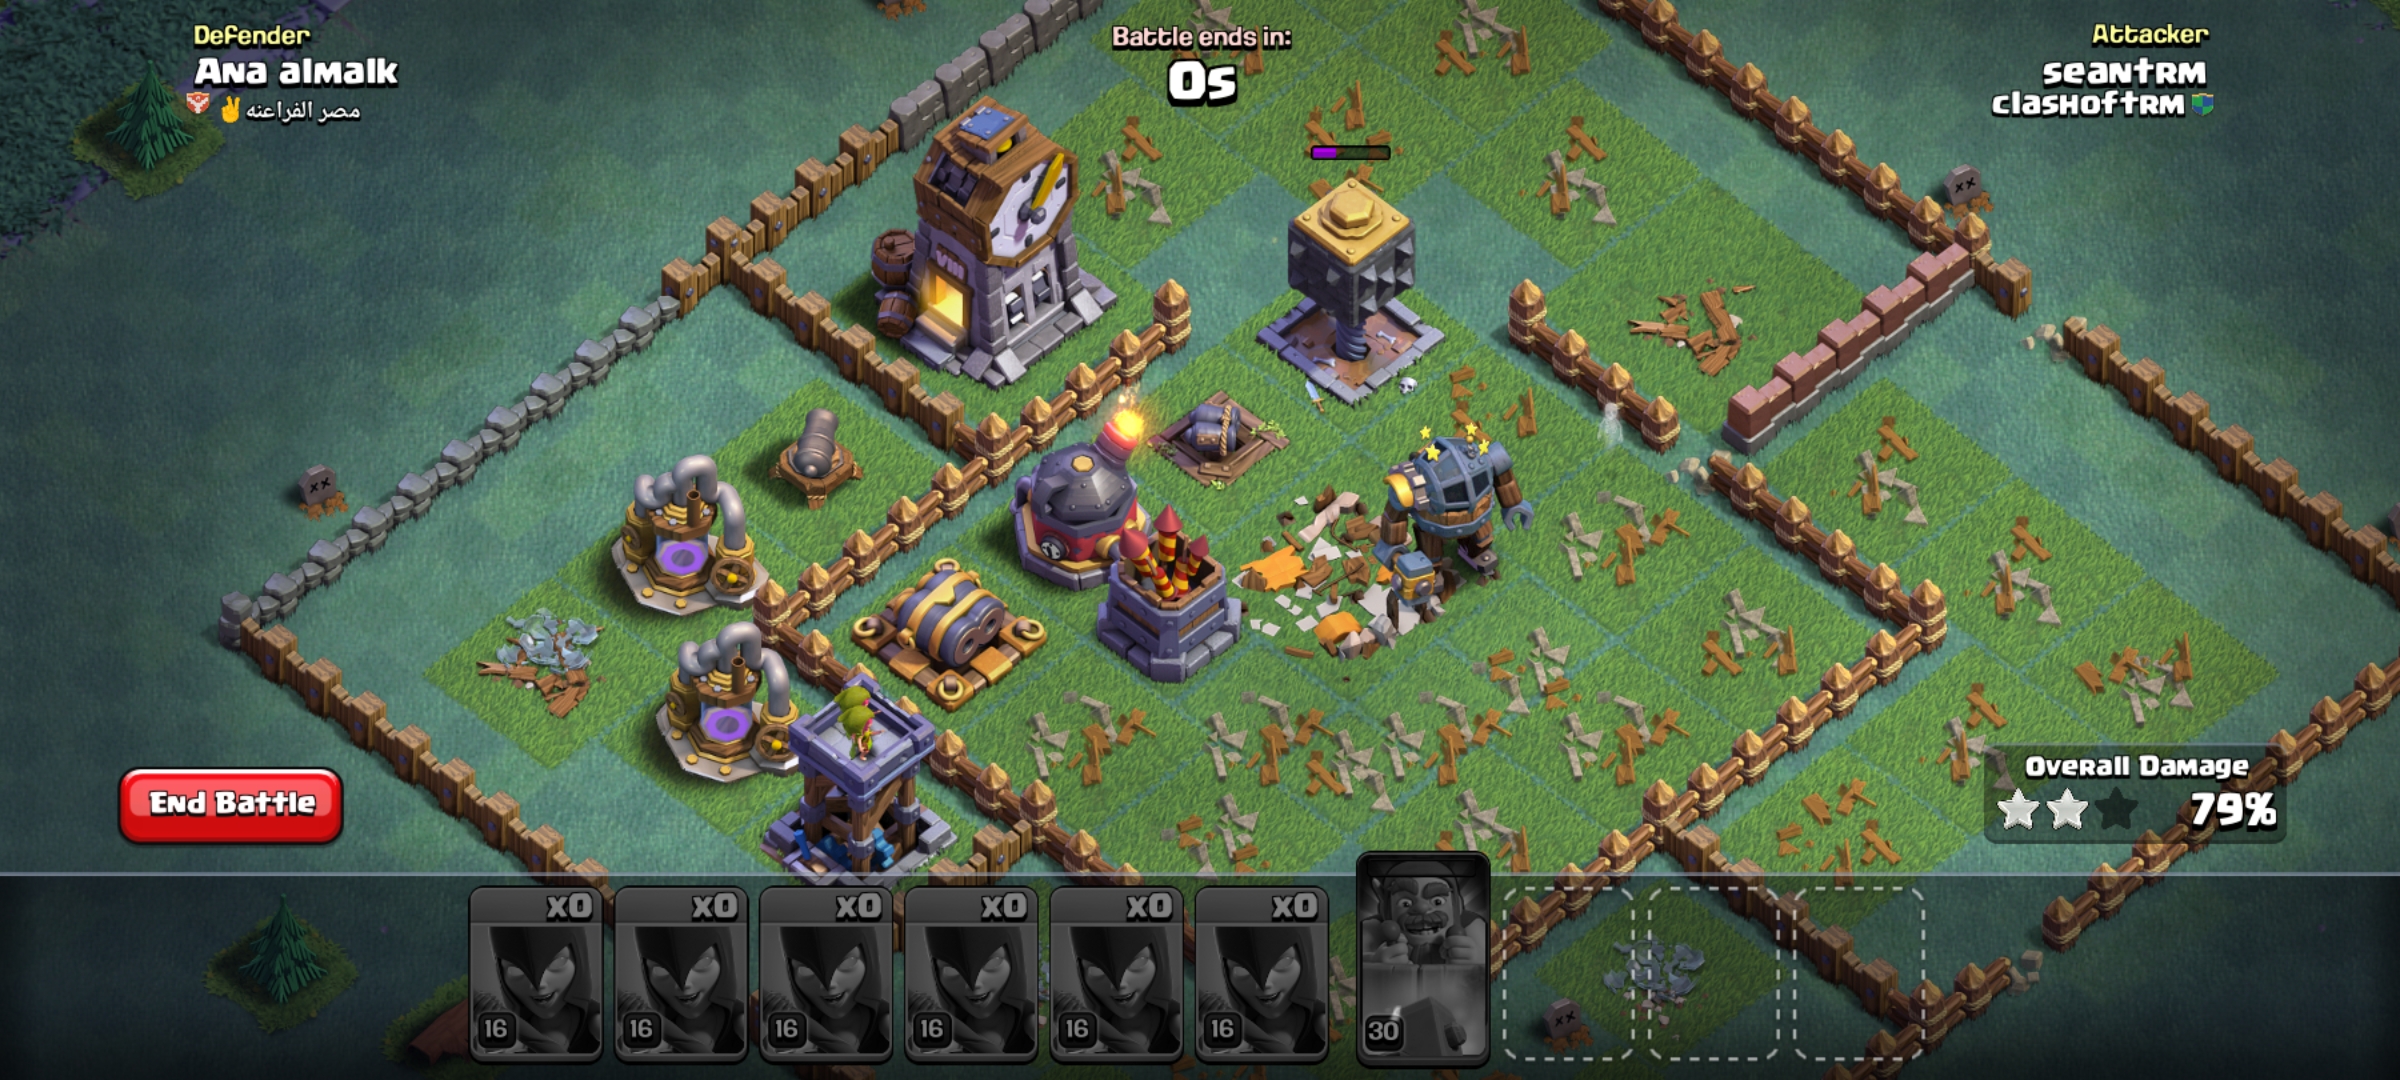 Defender
Ana almalk
مصر الفراعنه✌
Battle ends in:
0s
Attacker
seantRM
clashoftRM
VIII
End Battle
Overall Damage
79%
x0
x0
x0
x0
x0
x0
16
16
16
16
16
16
30